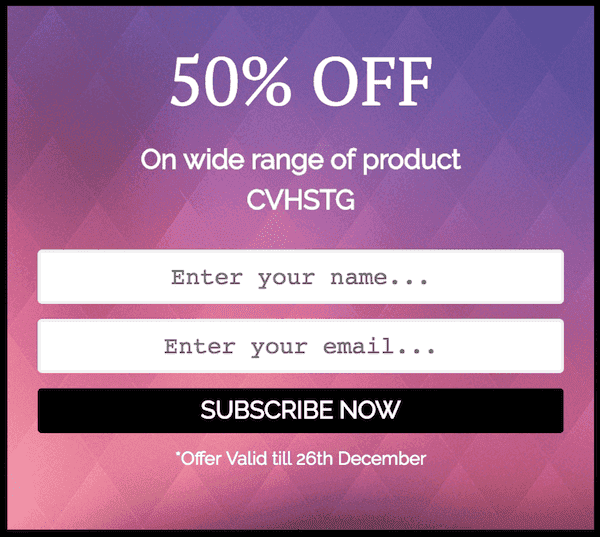 50% OFF
On wide range of product
CVHSTG
Enter your name...
Enter your email...
SUBSCRIBE NOW
*Offer Valid till 26th December